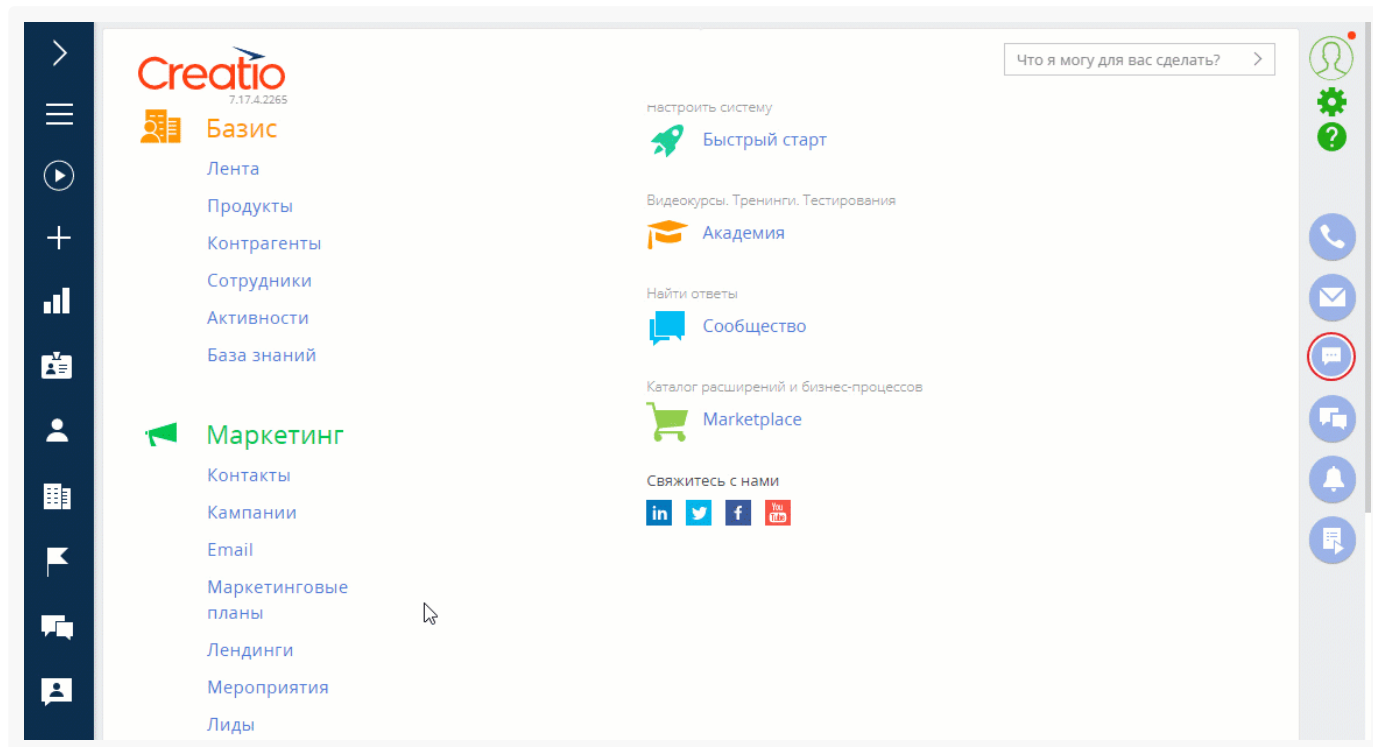 Creatio
7.17.4.2265
Что я могу для вас сделать?
Базис
Лента
Продукты
Контрагенты
Сотрудники
Активности
База знаний
Маркетинг
Контакты
Кампании
Email
Маркетинговые
планы
Лендинги
Мероприятия
Лиды
Настроить систему
Быстрый старт
Видеокурсы. Тренинги. Тестирования
Академия
Найти ответы
Сообщество
Каталог расширений и бизнес-процессов
Marketplace
Свяжитесь с нами
in
f
You
Tube